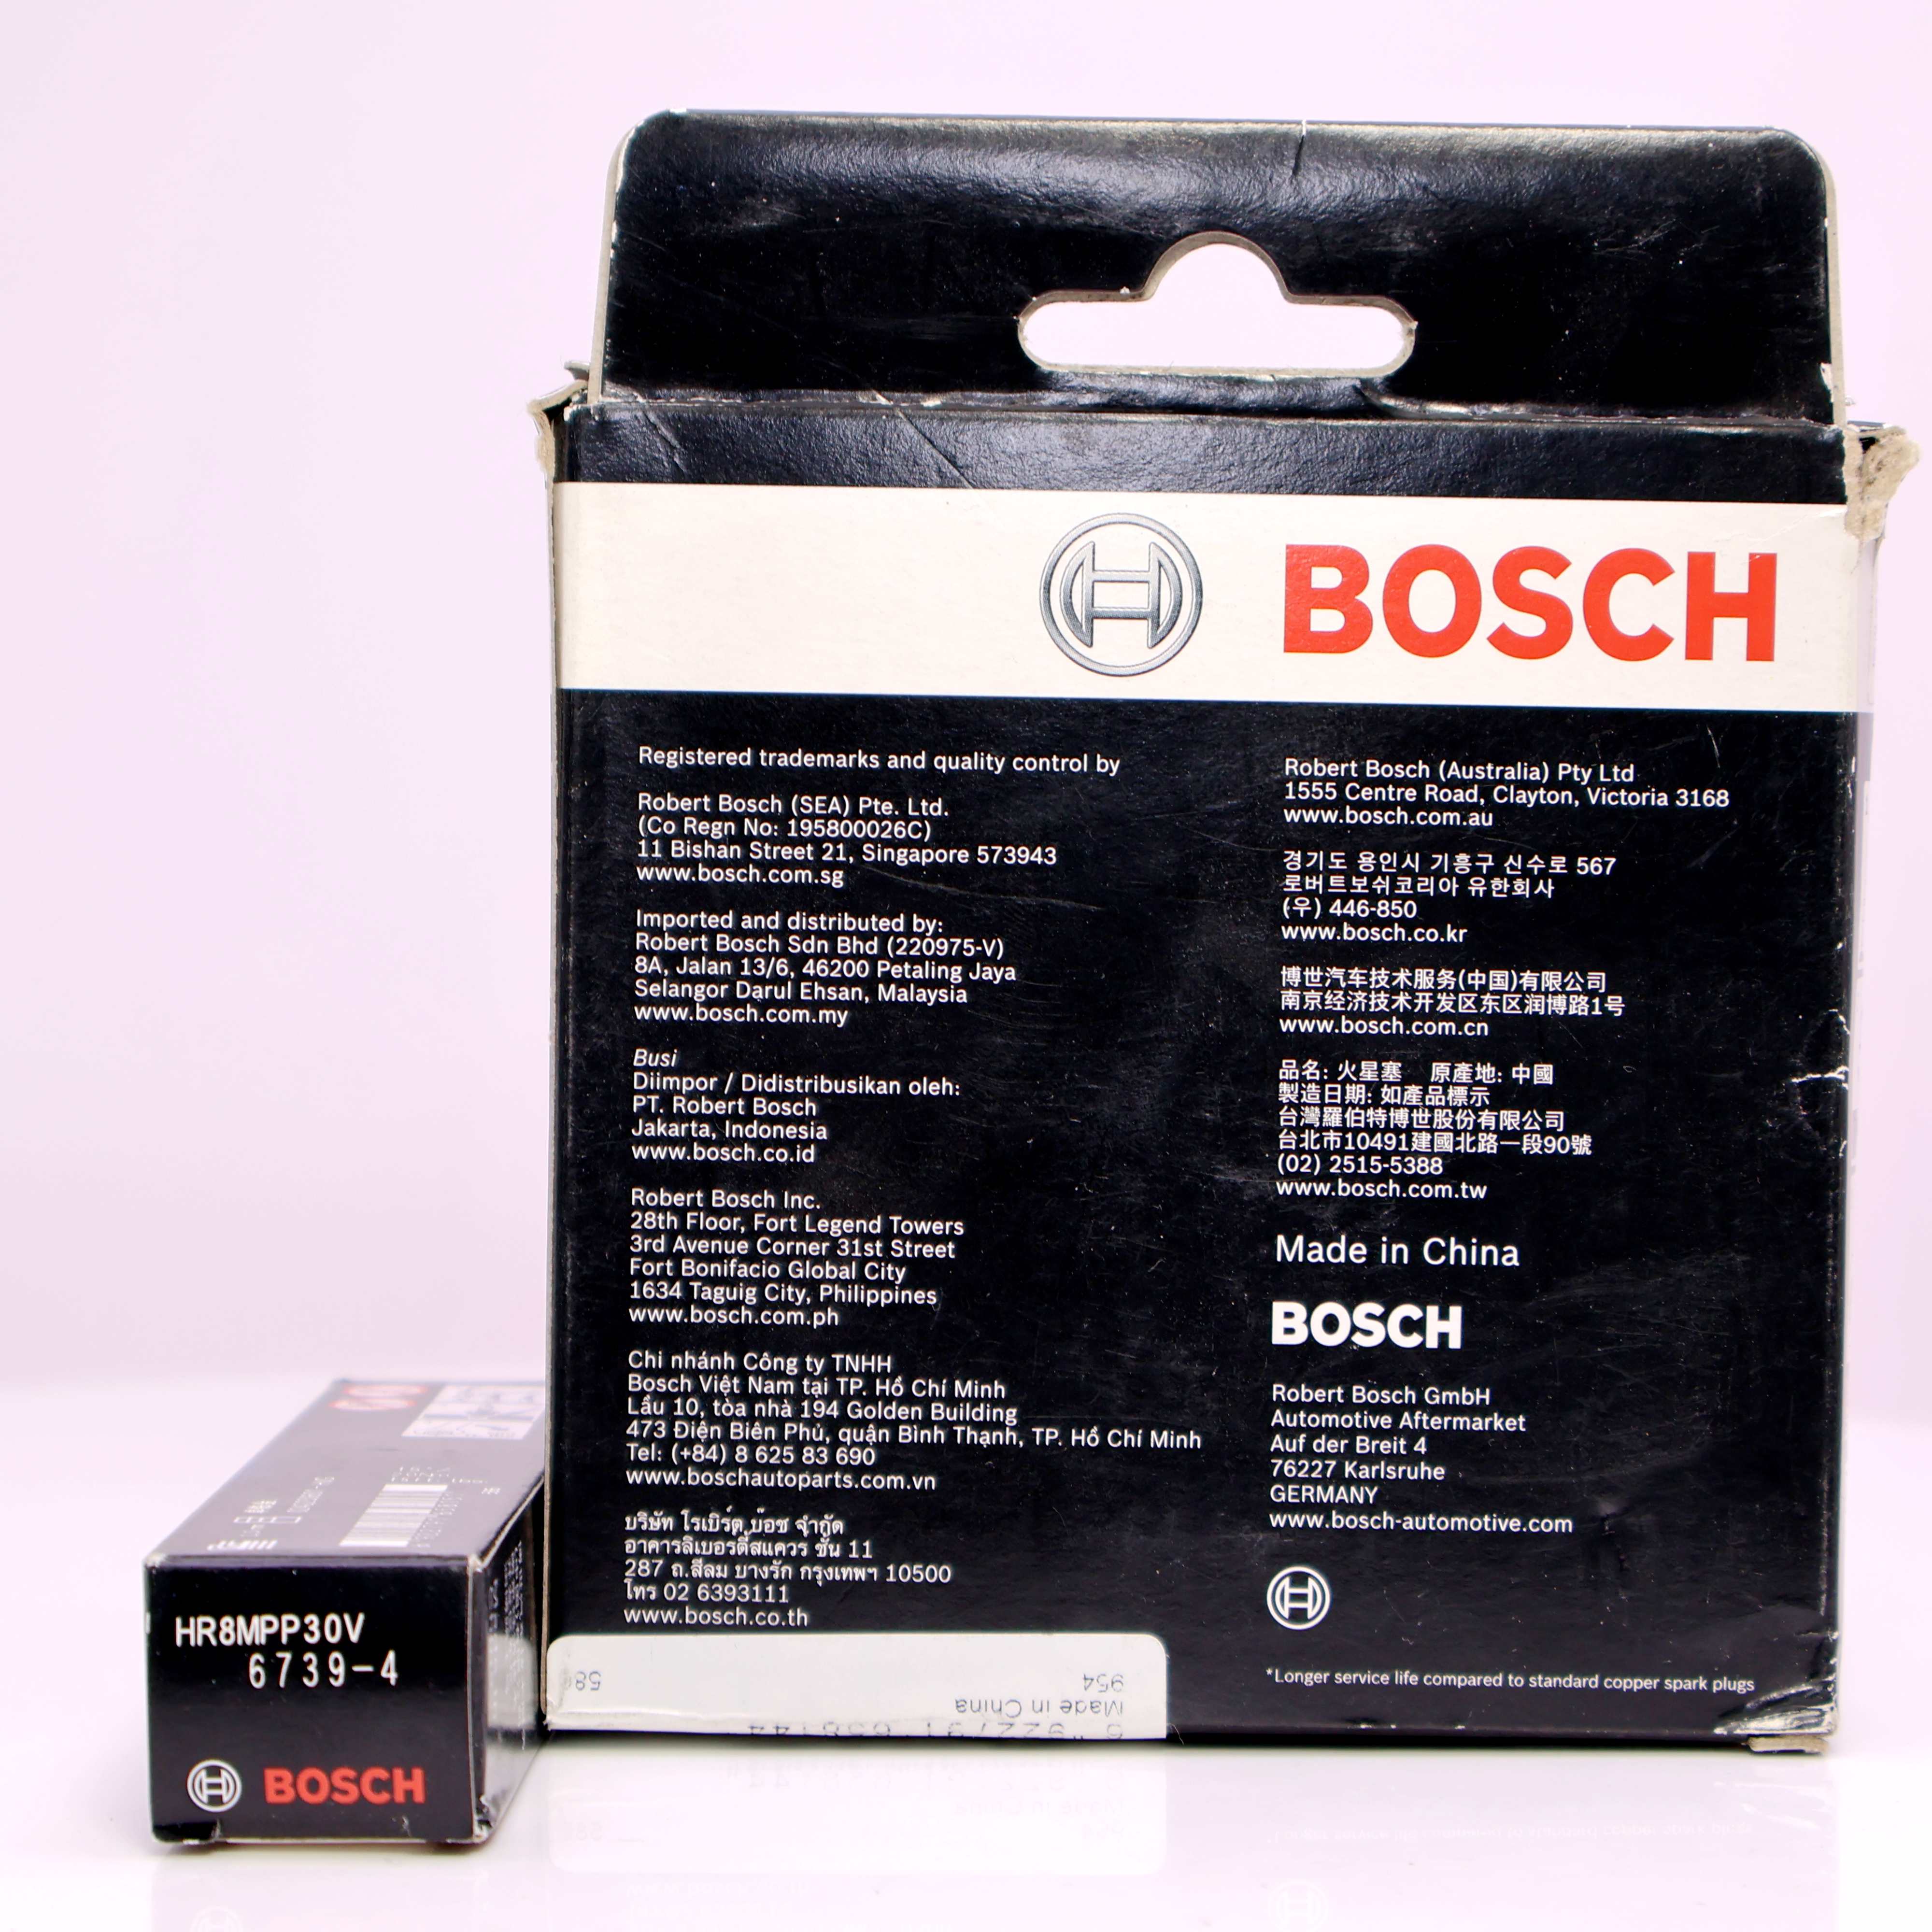 BOSCH
Registered trademarks and quality control by
Robert Bosch (SEA) Pte. Ltd.
(Co Regn No: 195800026C)
11 Bishan Street 21, Singapore 573943
www.bosch.com.sg
Imported and distributed by:
Robert Bosch Sdn Bhd (220975-V)
8A, Jalan 13/6, 46200 Petaling Jaya
Selangor Darul Ehsan, Malaysia
www.bosch.com.my
Busi
Diimpor / Didistribusikan oleh:
PT. Robert Bosch
Jakarta, Indonesia
www.bosch.co.id
Robert Bosch Inc.
28th Floor, Fort Legend Towers
3rd Avenue Corner 31st Street
Fort Bonifacio Global City
1634 Taguig City, Philippines
www.bosch.com.ph
Chi nhánh Công ty TNHH
Bosch Việt Nam tại TP. Hồ Chí Minh
Lầu 10, tòa nhà 194 Golden Building
473 Điện Biên Phủ, quận Bình Thạnh, TP. Hồ Chí Minh
Tel: (+84) 8 625 83 690
www.boschautoparts.com.vn
บริษัท โรเบิร์ต บ๊อช จำกัด
อาคารลิเบอร์ตี้สแควร์ ชั้น 11
287 ถ.สีลม บางรัก กรุงเทพฯ 10500
โทร 02 6393111
www.bosch.co.th
Robert Bosch (Australia) Pty Ltd
1555 Centre Road, Clayton, Victoria 3168
www.bosch.com.au
경기도 용인시 기흥구 신수로 567
로버트보쉬코리아 유한회사
(우) 446-850
www.bosch.co.kr
博世汽车技术服务(中国)有限公司
南京经济技术开发区东区润博路1号
www.bosch.com.cn
品名: 火星塞 原產地: 中國
製造日期: 如產品標示
台灣羅伯特博世股份有限公司
台北市10491建國北路一段90號
(02) 2515-5388
www.bosch.com.tw
Made in China
BOSCH
Robert Bosch GmbH
Automotive Aftermarket
Auf der Breit 4
76227 Karlsruhe
GERMANY
www.bosch-automotive.com
*Longer service life compared to standard copper spark plugs
954
Made in China
HR8MPP30V
6739-4
BOSCH